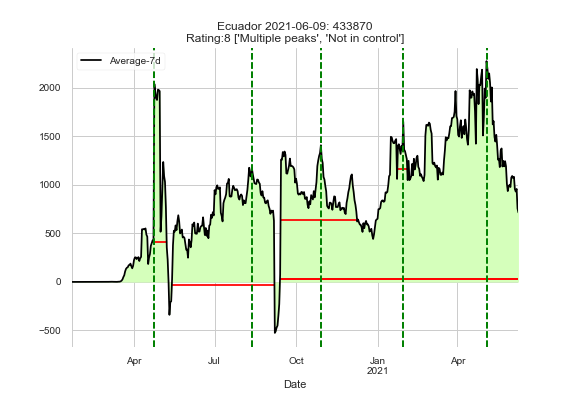 Ecuador 2021-06-09: 433870
Rating:8 ['Multiple peaks', 'Not in control']
Average-7d
2000
1500
1000
500
0
−500
Apr
Jul
Oct
Jan
2021
Apr
Date